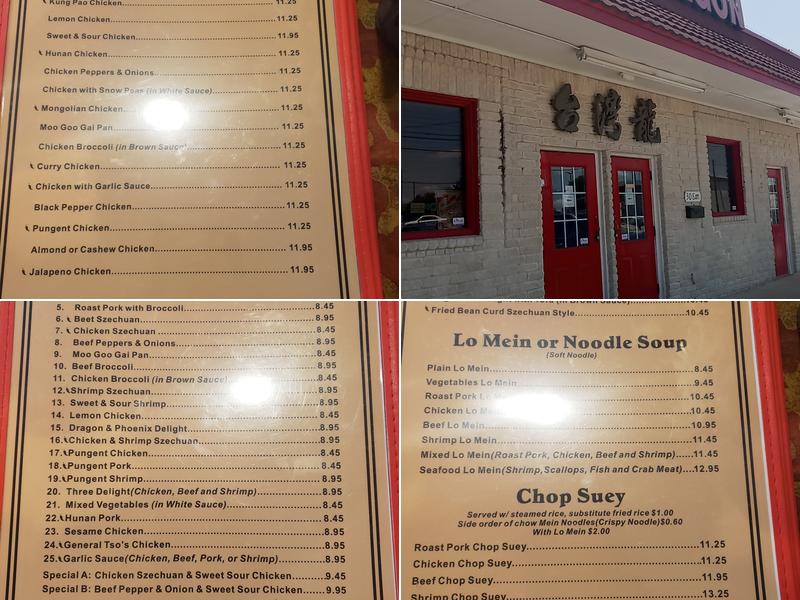 Kung Pao Chicken 11.25
Lemon Chicken 11.25
Sweet & Sour Chicken 11.95
Hunan Chicken 11.25
Chicken Peppers & Onions 11.25
Chicken with Snow Peas (in White Sauce) 11.25
Mongolian Chicken 11.25
Moo Goo Gai Pan 11.25
Chicken Broccoli (in Brown Sauce) 11.25
Curry Chicken 11.25
Chicken with Garlic Sauce 11.25
Black Pepper Chicken 11.25
Pungent Chicken 11.25
Almond or Cashew Chicken 11.95
Jalapeno Chicken 11.95
台灣龍
5. Roast Pork with Broccoli 8.45
6. Beet Szechuan 8.95
7. Chicken Szechuan 8.45
8. Beef Peppers & Onions 8.95
9. Moo Goo Gai Pan 8.45
10. Beef Broccoli 8.95
11. Chicken Broccoli (in Brown Sauce) 8.45
12. Shrimp Szechuan 8.95
13. Sweet & Sour Shrimp 8.95
14. Lemon Chicken 8.45
15. Dragon & Phoenix Delight 8.95
16. Chicken & Shrimp Szechuan 8.95
17. Pungent Chicken 8.45
18. Pungent Pork 8.45
19. Pungent Shrimp 8.95
20. Three Delight (Chicken, Beef and Shrimp) 8.95
21. Mixed Vegetables (in White Sauce) 8.45
22. Hunan Pork 8.45
23. Sesame Chicken 8.95
24. General Tso's Chicken 8.95
25. Garlic Sauce (Chicken, Beef, Pork, or Shrimp) 8.95
Special A: Chicken Szechuan & Sweet Sour Chicken 9.45
Special B: Beef Pepper & Onion & Sweet Sour Chicken 9.95
Fried Bean Curd Szechuan Style 10.45
Lo Mein or Noodle Soup
(Soft Noodle)
Plain Lo Mein 8.45
Vegetables Lo Mein 9.45
Roast Pork Lo 10.45
Chicken Lo 10.45
Beef Lo Mein 10.95
Shrimp Lo Mein 11.45
Mixed Lo Mein (Roast Pork, Chicken, Beef and Shrimp) 11.45
Seafood Lo Mein (Shrimp, Scallops, Fish and Crab Meat) 12.95
Chop Suey
Served w/ steamed rice, substitute fried rice $1.00
Side order of chow Mein Noodles (Crispy Noodle) $0.60
With Lo Mein $2.00
Roast Pork Chop Suey 11.25
Chicken Chop Suey 11.25
Beef Chop Suey 11.95
Shrimp Chop Suey 13.25